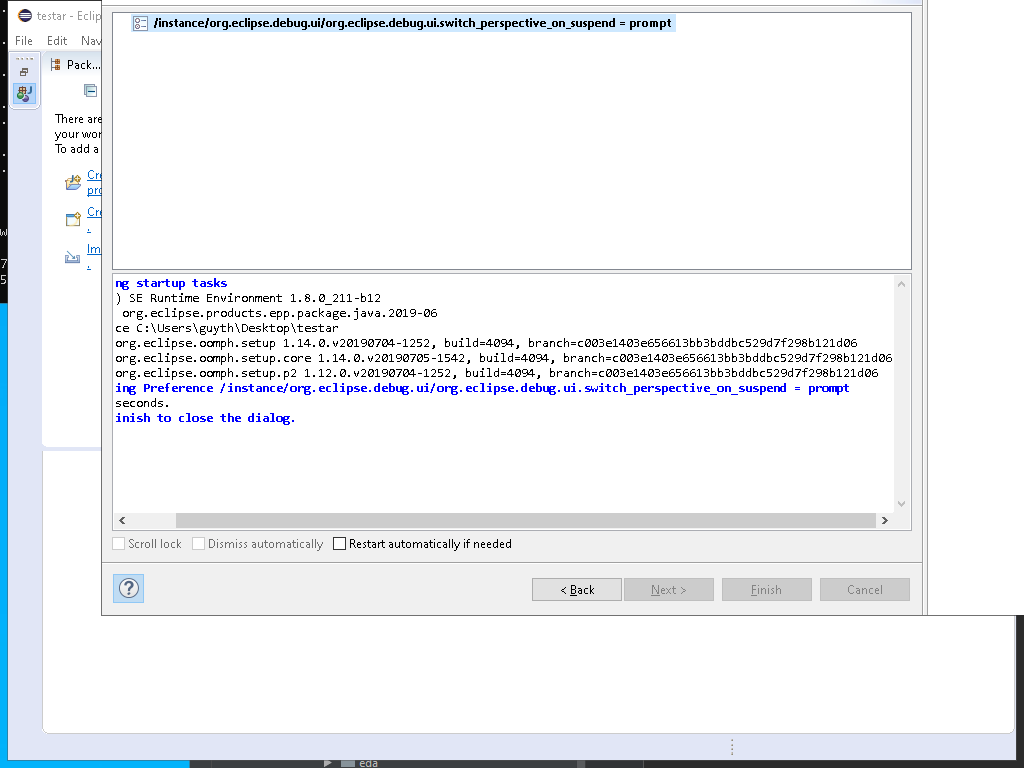 testar - Eclip
/instance/org.eclipse.debug.ui/org.eclipse.debug.ui.switch_perspective_on_suspend = prompt
File Edit Nav
Pack...
There are
your wor
To add a
Cre
pro
Cre
.
Im
.
ng startup tasks
) SE Runtime Environment 1.8.0_211-b12
org.eclipse.products.epp.package.java.2019-06
ce C:\Users\guyth\Desktop\testar
org.eclipse.oomph.setup 1.14.0.v20190704-1252, build=4094, branch=c003e1403e656613bb3bddbc529d7f298b121d06
org.eclipse.oomph.setup.core 1.14.0.v20190705-1542, build=4094, branch=c003e1403e656613bb3bddbc529d7f298b121d06
org.eclipse.oomph.setup.p2 1.12.0.v20190704-1252, build=4094, branch=c003e1403e656613bb3bddbc529d7f298b121d06
ing Preference /instance/org.eclipse.debug.ui/org.eclipse.debug.ui.switch_perspective_on_suspend = prompt
seconds.
inish to close the dialog.
Scroll lock Dismiss automatically Restart automatically if needed
? < Back Next > Finish Cancel
eda